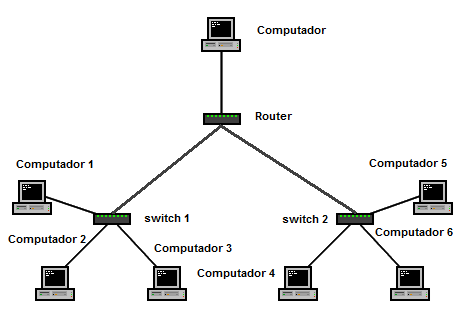 Computador
Router
Computador 1
Computador 5
switch 1
switch 2
Computador 2
Computador 6
Computador 3
Computador 4